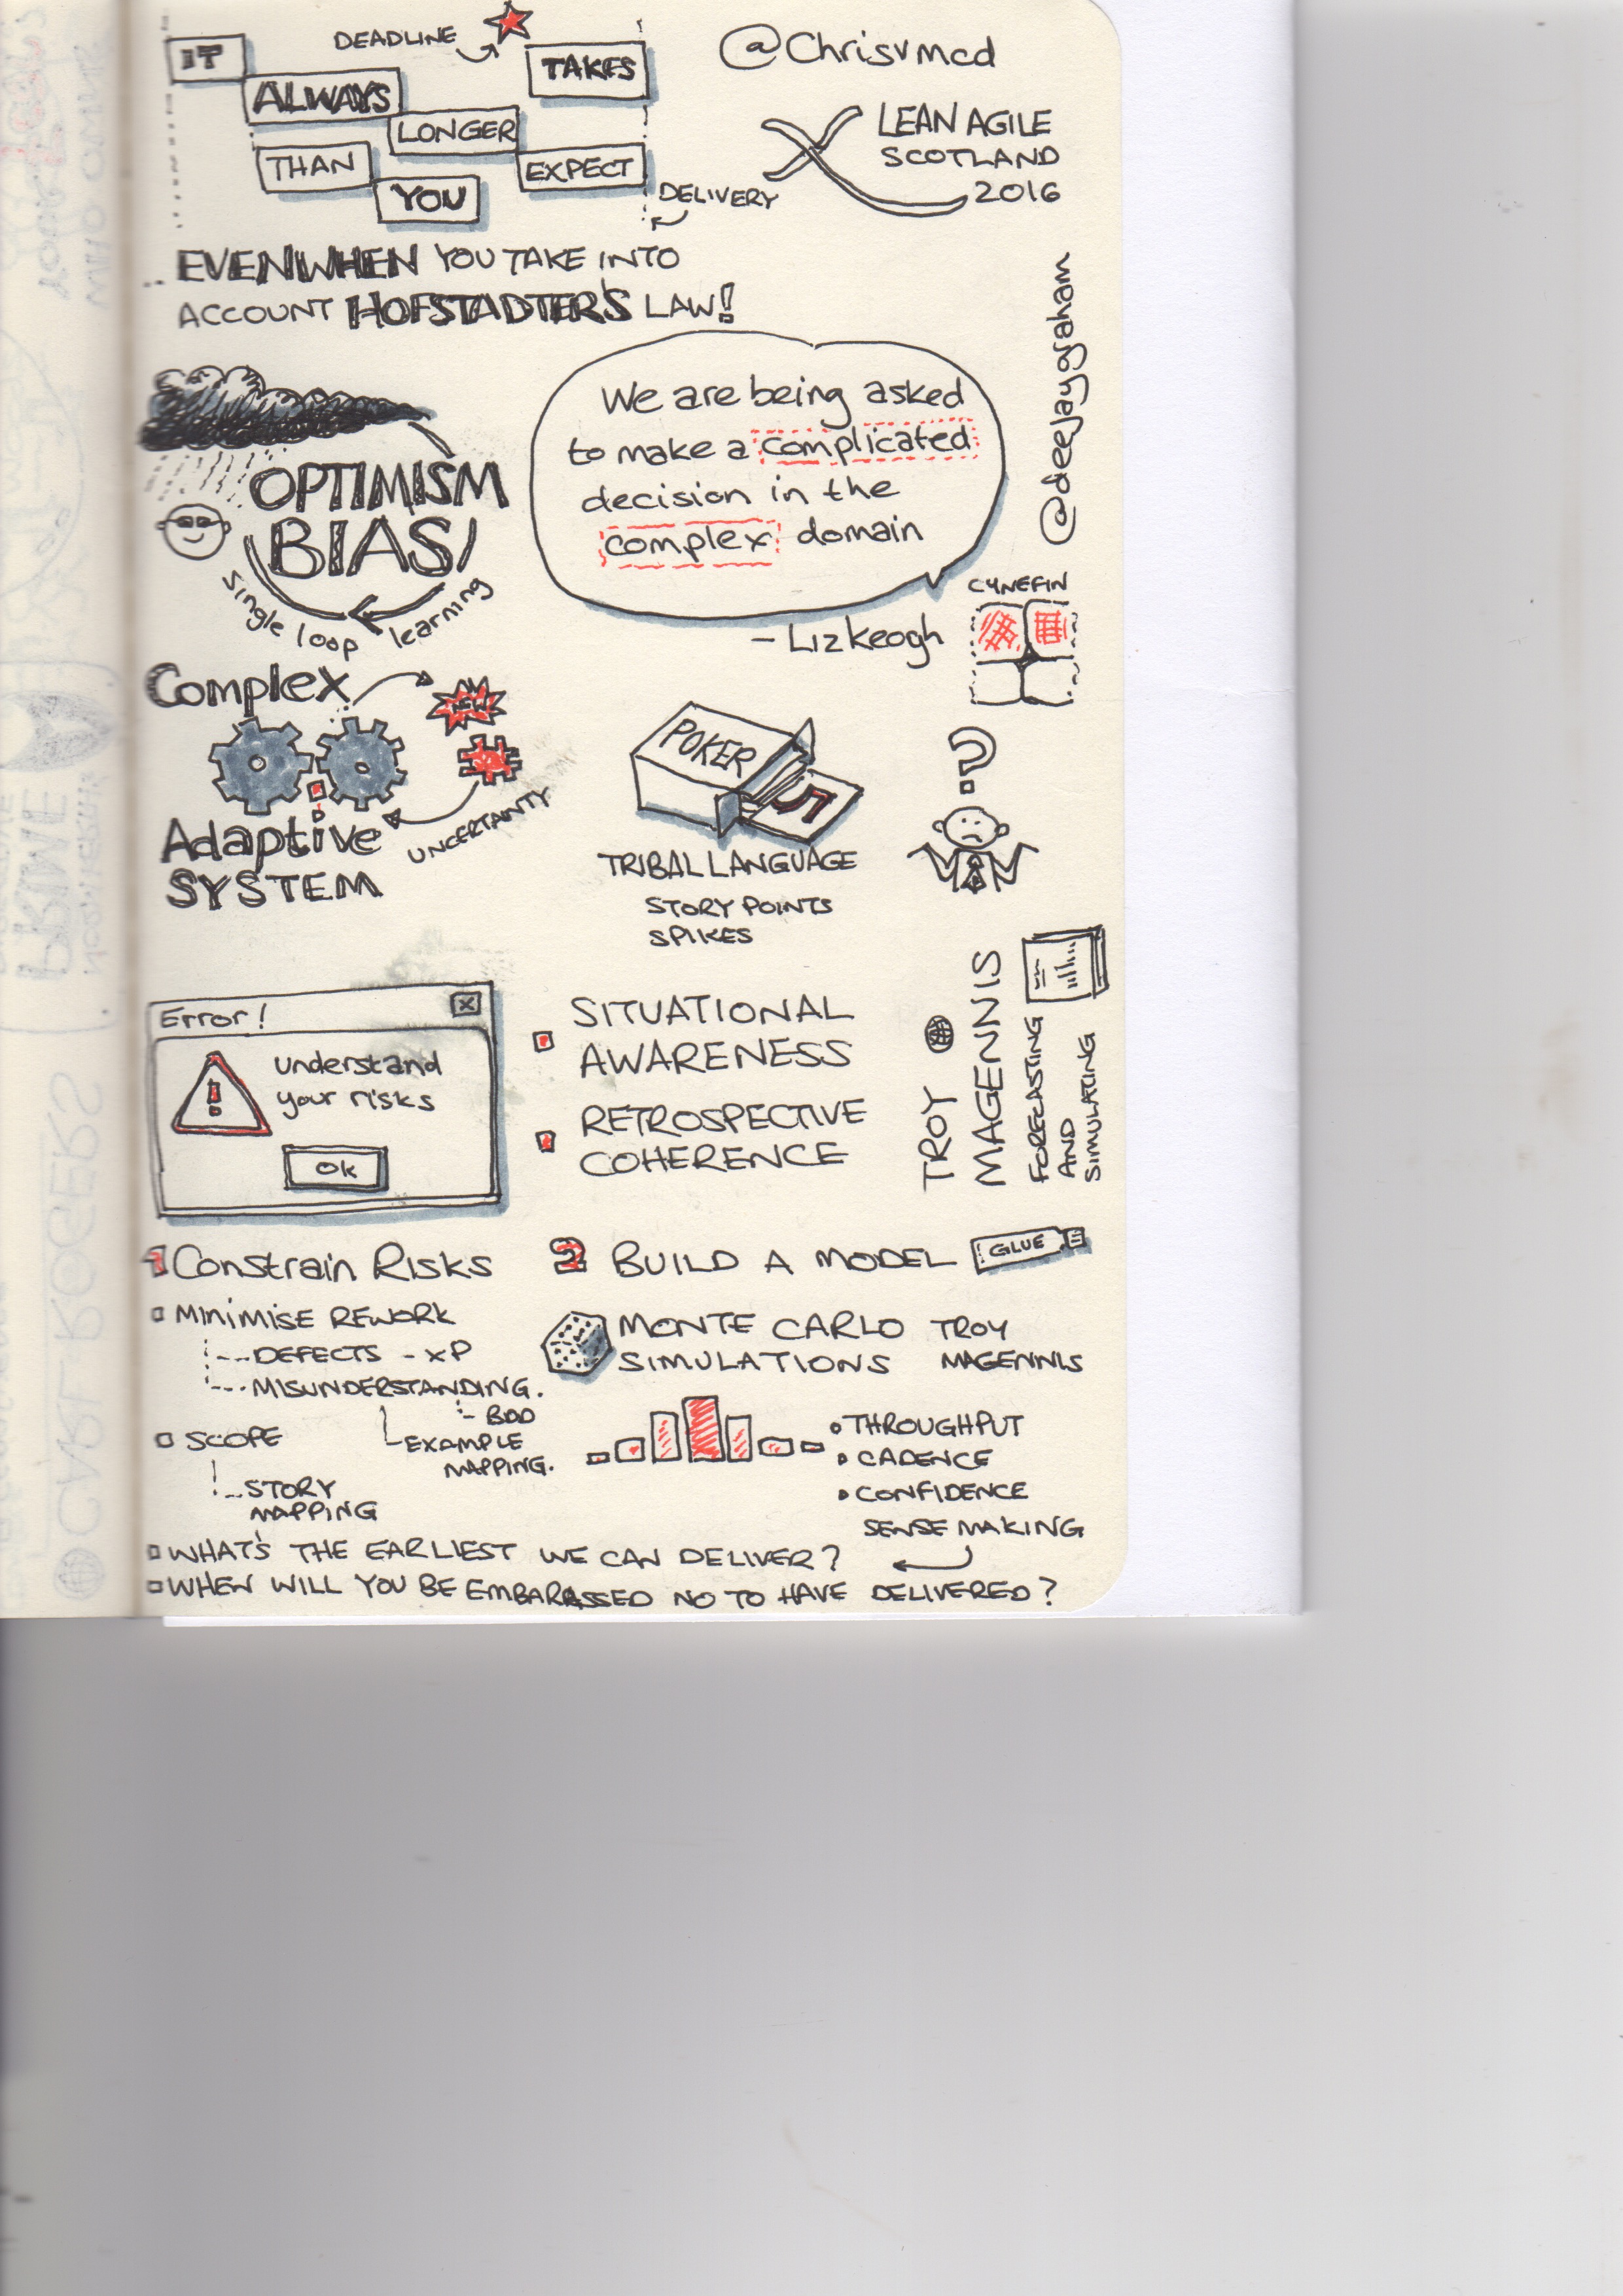 DEADLINE
IT
ALWAYS
LONGER
TAKES
THAN
YOU
EXPECT
DELIVERY
@Chrisvmcd
LEAN AGILE
SCOTLAND
2016
.. EVEN WHEN YOU TAKE INTO
ACCOUNT HOFSTADTER'S LAW!
@deejaygraham
OPTIMISM
BIAS
single loop learning
We are being asked
to make a complicated
decision in the
complex domain
- Liz Keogh
CYNEFIN
Complex
NEW
Adaptive
SYSTEM
UNCERTAINTY
POKER
5
TRIBAL LANGUAGE
STORY POINTS
SPIKES
?
Error!
X
!
understand
your risks
Ok
SITUATIONAL
AWARENESS
RETROSPECTIVE
COHERENCE
TROY
MAGENNIS
FORECASTING
AND
SIMULATING
1 Constrain Risks
MINIMISE REWORK
DEFECTS - XP
MISUNDERSTANDING.
- BDD
EXAMPLE
MAPPING.
SCOPE
STORY
MAPPING
2 BUILD A MODEL
GLUE
MONTE CARLO TROY
SIMULATIONS MAGENNIS
THROUGHPUT
CADENCE
CONFIDENCE
SENSE MAKING
WHAT'S THE EARLIEST WE CAN DELIVER?
WHEN WILL YOU BE EMBARRASSED NO TO HAVE DELIVERED?